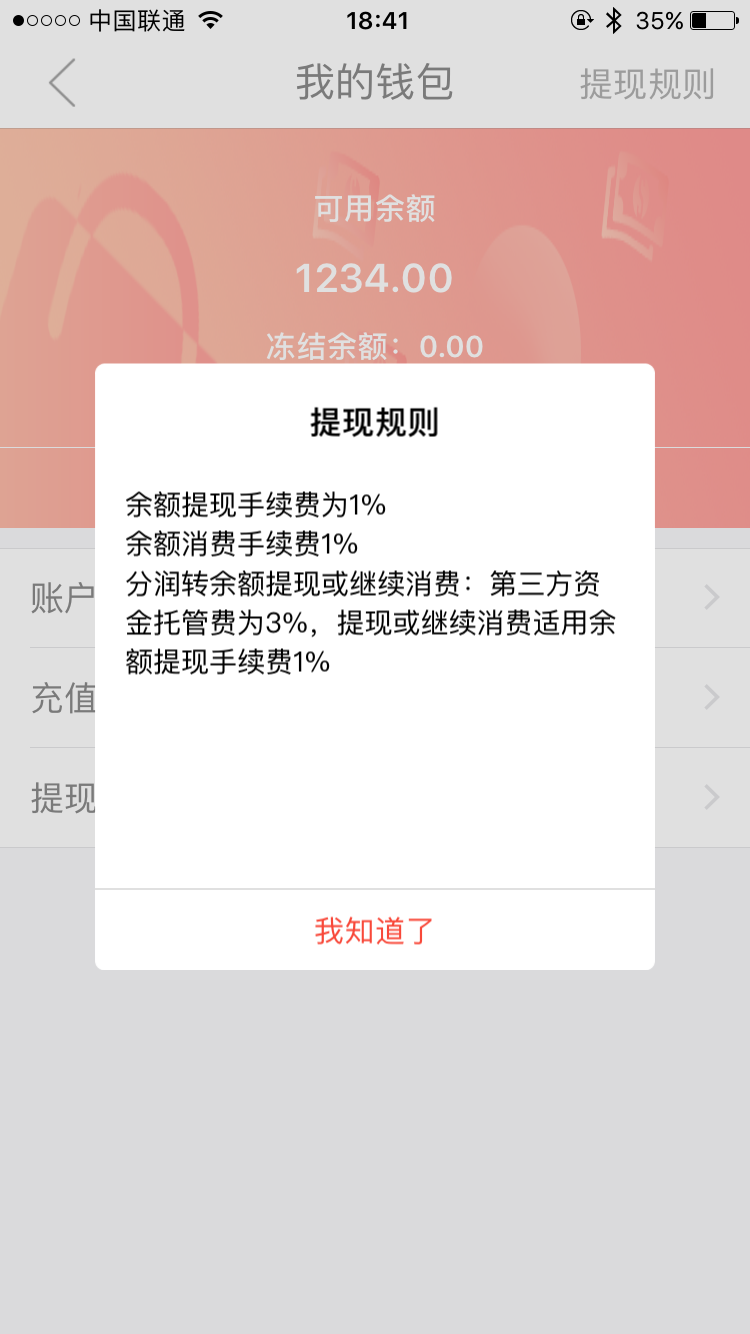 中国联通
18:41
35%
我的钱包
提现规则
可用余额
1234.00
冻结余额：0.00
提现规则
余额提现手续费为1%
余额消费手续费1%
分润转余额提现或继续消费：第三方资
金托管费为3%，提现或继续消费适用余
额提现手续费1%
账户
充值
提现
我知道了